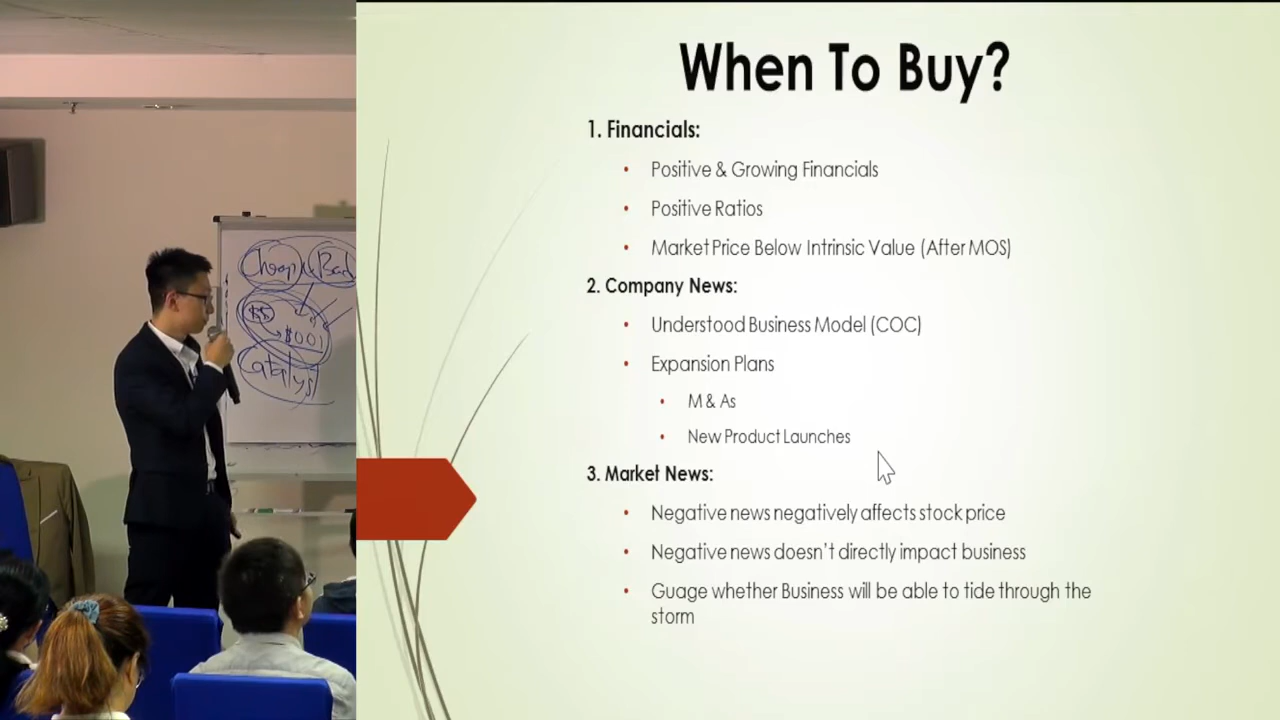 When To Buy?
1. Financials:
• Positive & Growing Financials
• Positive Ratios
• Market Price Below Intrinsic Value (After MOS)
2. Company News:
• Understood Business Model (COC)
• Expansion Plans
• M & As
• New Product Launches
3. Market News:
• Negative news negatively affects stock price
• Negative news doesn't directly impact business
• Guage whether Business will be able to tide through the
storm
Cheap Bad
$$
$001
Catalys